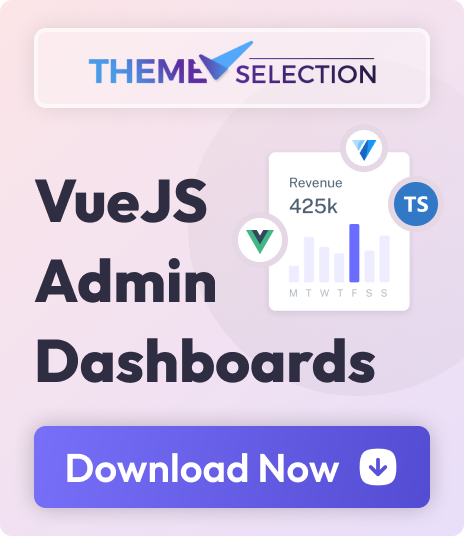 THEME SELECTION
Revenue
425k
TS
M T W T F S S
VueJS
Admin
Dashboards
Download Now